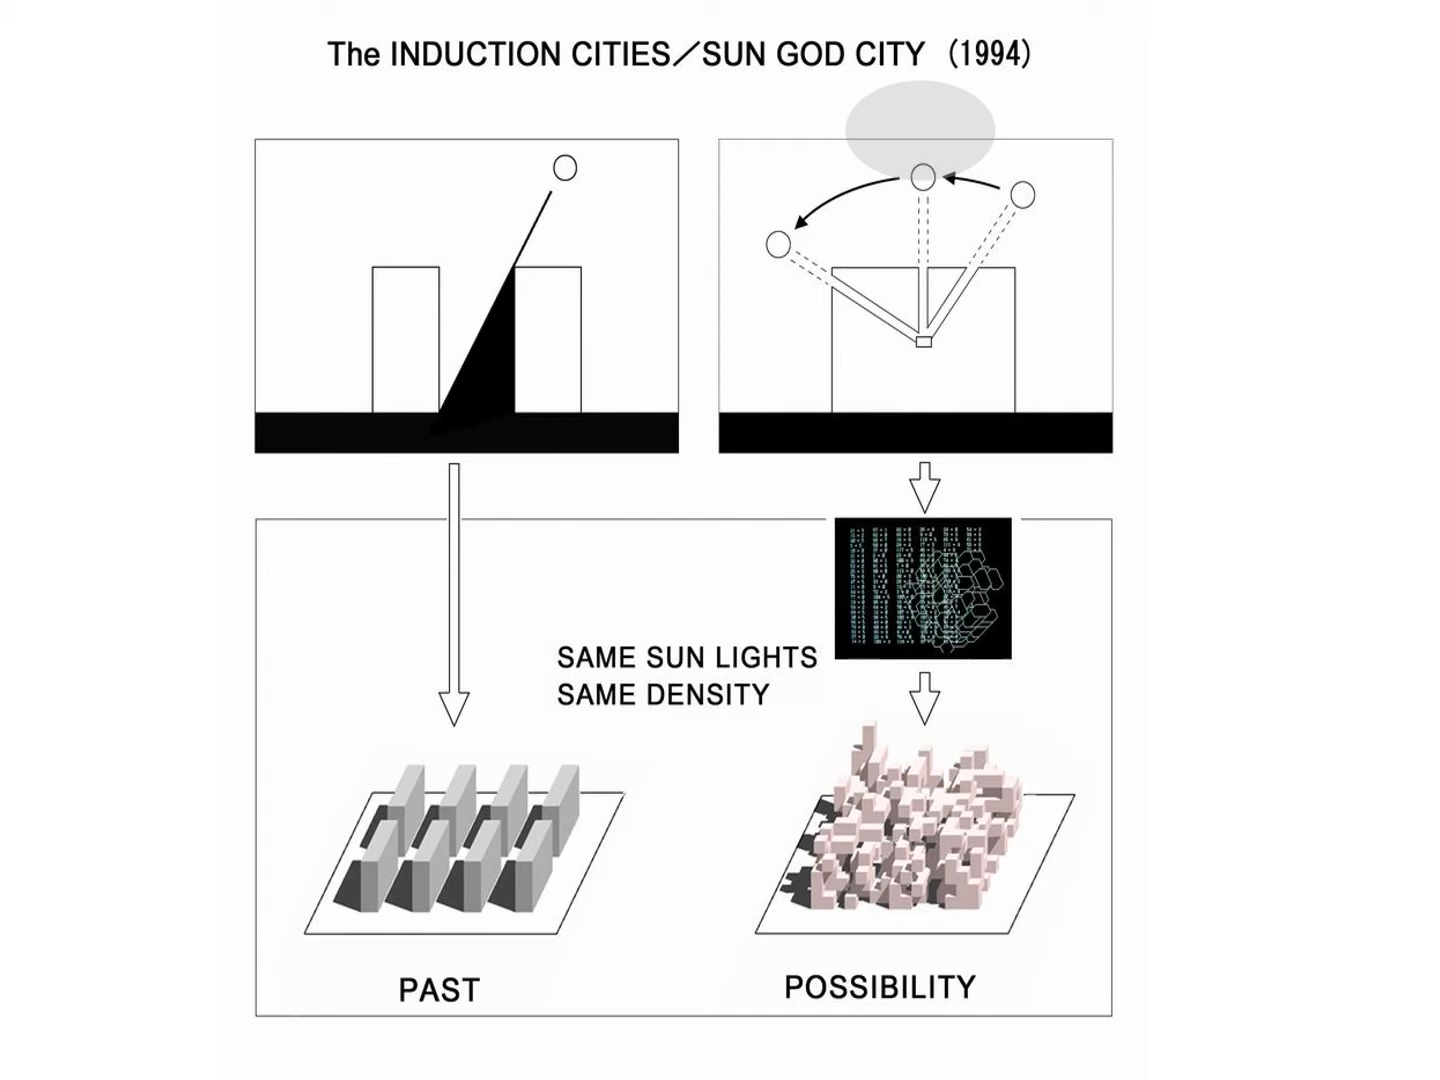 The INDUCTION CITIES／SUN GOD CITY (1994)
SAME SUN LIGHTS
SAME DENSITY
PAST
POSSIBILITY